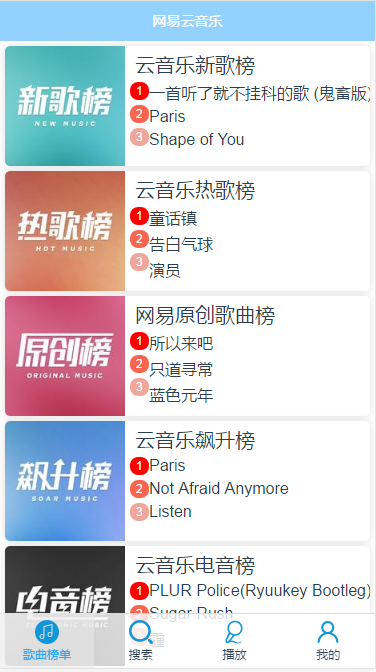 网易云音乐
新歌榜
NEW MUSIC
云音乐新歌榜
1 一首听了就不挂科的歌 (鬼畜版)
2 Paris
3 Shape of You
热歌榜
HOT MUSIC
云音乐热歌榜
1 童话镇
2 告白气球
3 演员
原创榜
ORIGINAL MUSIC
网易原创歌曲榜
1 所以来吧
2 只道寻常
3 蓝色元年
飙升榜
SOAR MUSIC
云音乐飙升榜
1 Paris
2 Not Afraid Anymore
3 Listen
电音榜
云音乐电音榜
1 PLUR Police(Ryuukey Bootleg)
2 Sugar Rush
歌曲榜单
搜索
播放
我的